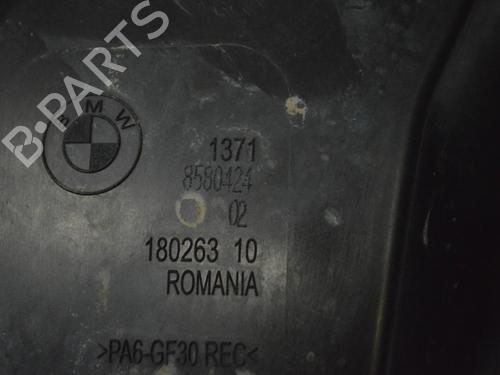 B-PARTS
BMW
1371
8580424
02
180263 10
ROMANIA
>PA6-GF30 REC<